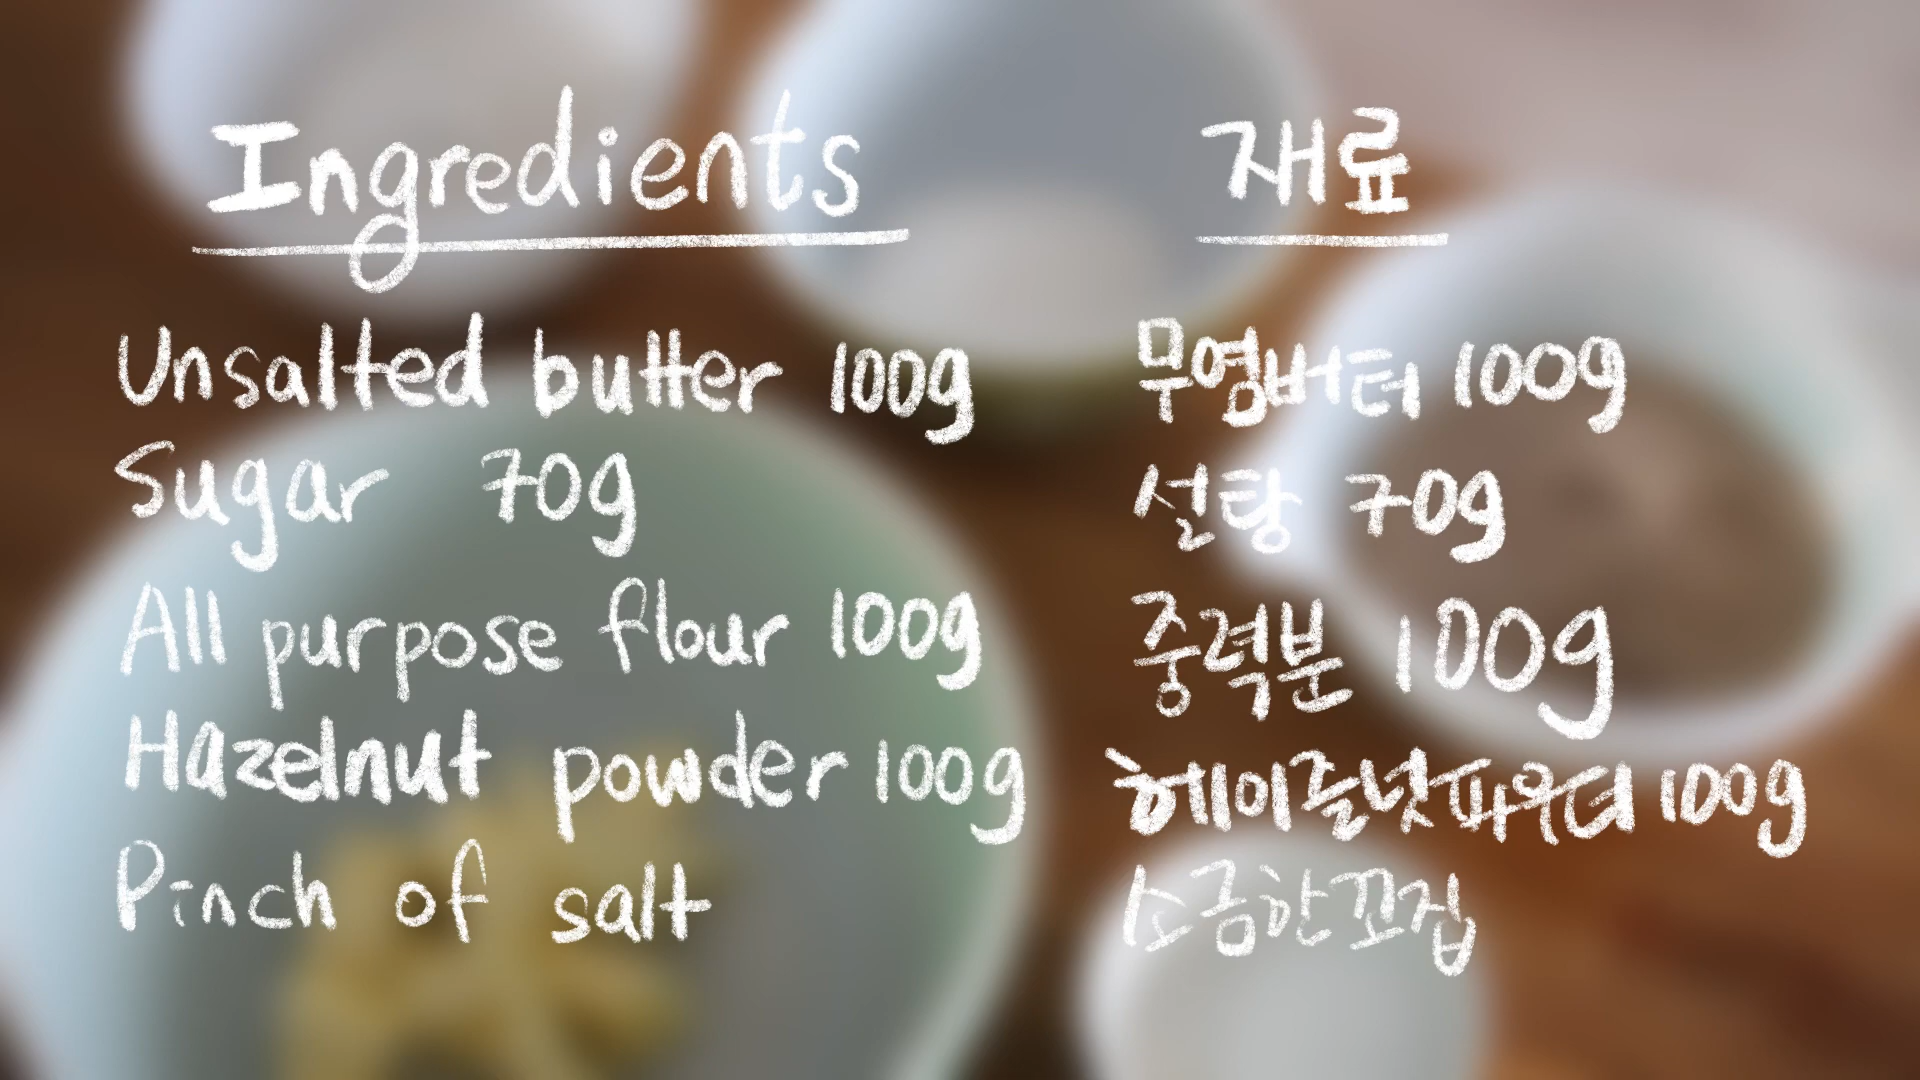 Ingredients
Unsalted butter 100g
Sugar 70g
All purpose flour 100g
Hazelnut powder 100g
Pinch of salt
재료
무염버터 100g
설탕 70g
중력분 100g
헤이즐넛파우더 100g
소금한꼬집